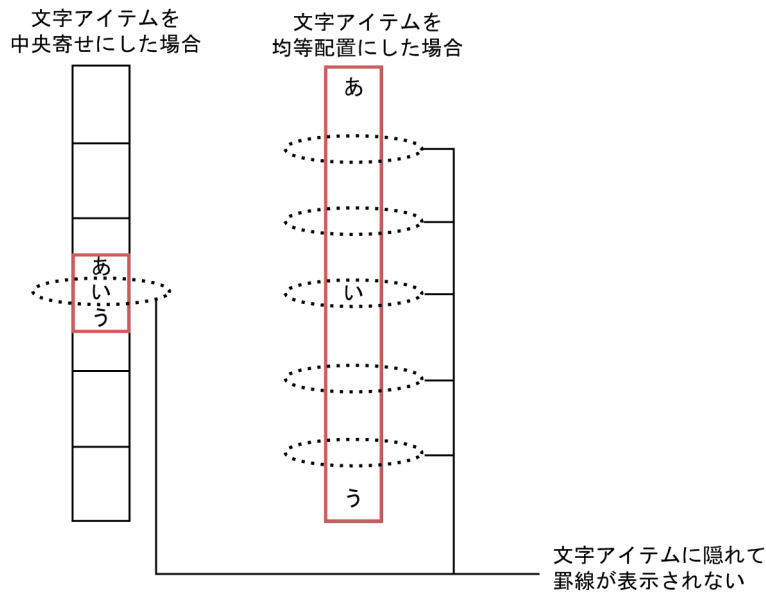 文字アイテムを
中央寄せにした場合
文字アイテムを
均等配置にした場合
あ
い
う
あ
い
う
文字アイテムに隠れて
罫線が表示されない